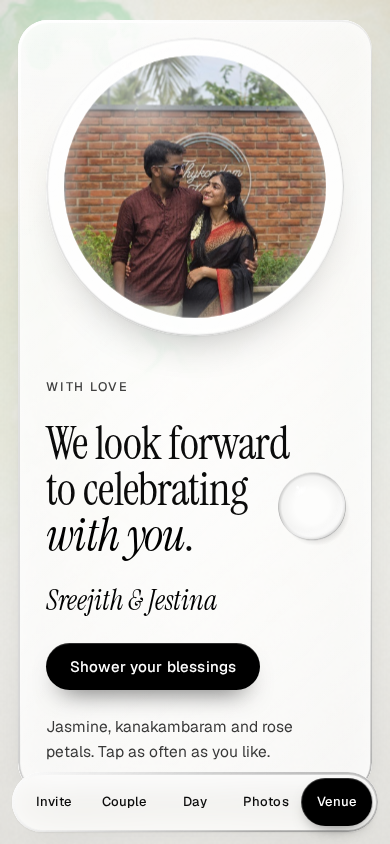 WITH LOVE
We look forward
to celebrating
with you.
Sreejith & Jestina
Shower your blessings
Jasmine, kanakambaram and rose
petals. Tap as often as you like.
Invite
Couple
Day
Photos
Venue